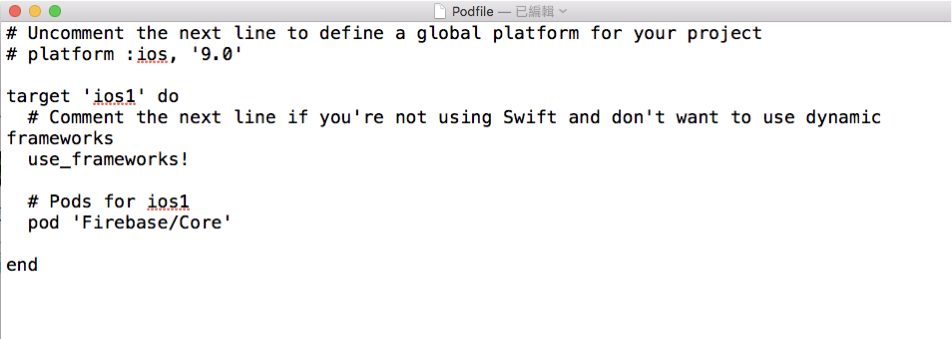 Podfile — 已編輯
# Uncomment the next line to define a global platform for your project
# platform :ios, '9.0'
target 'ios1' do
# Comment the next line if you're not using Swift and don't want to use dynamic
frameworks
use_frameworks!
# Pods for ios1
pod 'Firebase/Core'
end